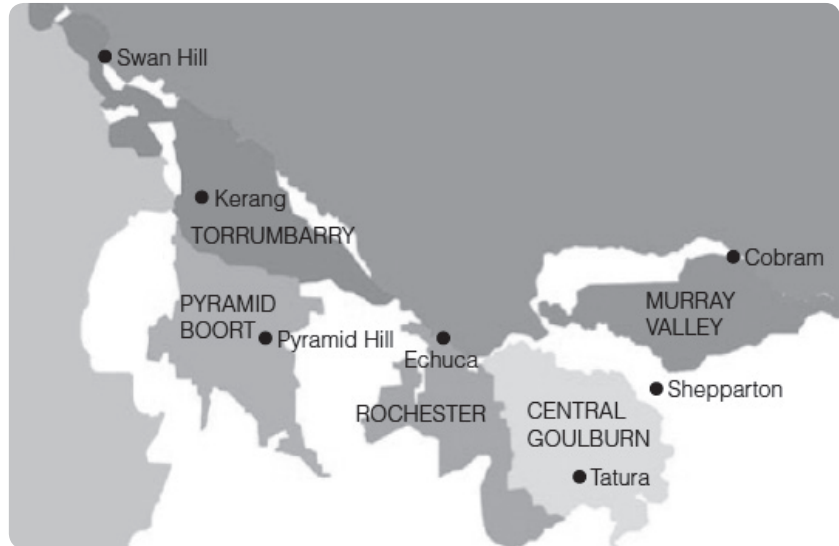 Swan Hill
Kerang
TORRUMBARRY
Cobram
PYRAMID
BOORT
MURRAY
VALLEY
Pyramid Hill
Echuca
Shepparton
ROCHESTER
CENTRAL
GOULBURN
Tatura